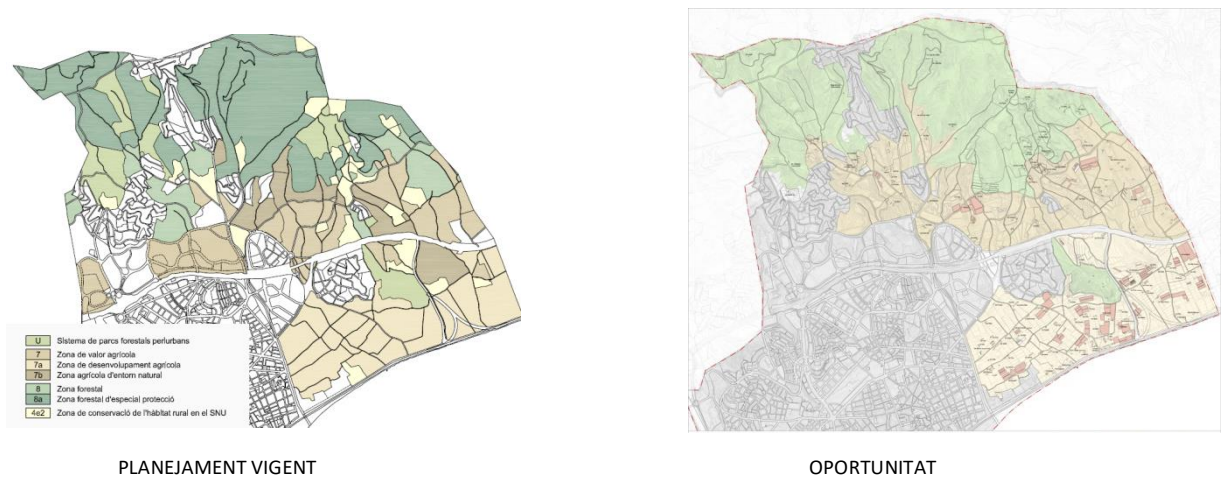 U Sistema de parcs forestals periurbans
7 Zona de valor agrícola
7a Zona de desenvolupament agrícola
7b Zona agrícola d'entorn natural
8 Zona forestal
8a Zona forestal d'especial protecció
4e2 Zona de conservació de l'hàbitat rural en el SNU
PLANEJAMENT VIGENT
OPORTUNITAT